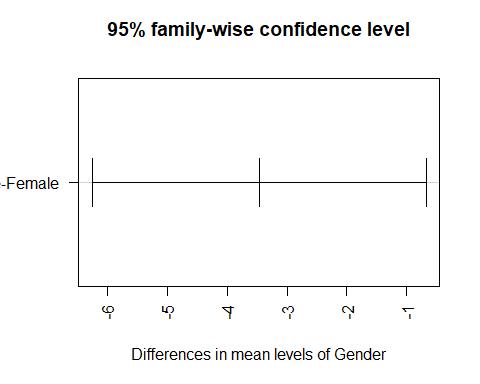 95% family-wise confidence level
-Female
-6
-5
-4
-3
-2
-1
Differences in mean levels of Gender